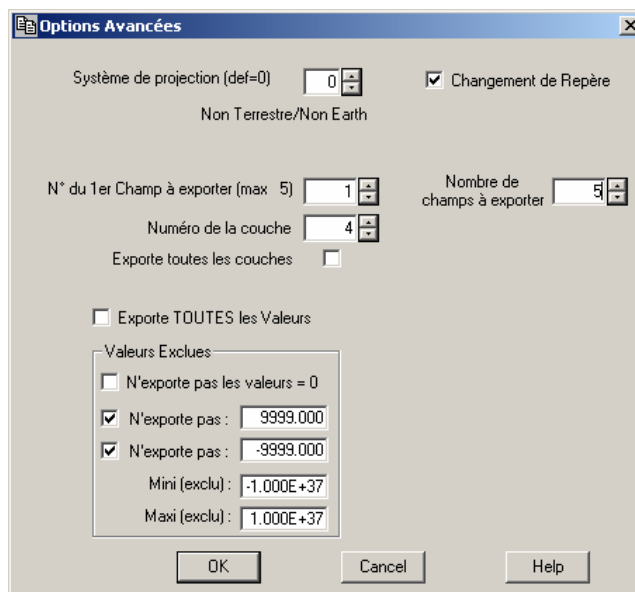 Options Avancées
Système de projection (def=0) 0
Changement de Repère
Non Terrestre/Non Earth
N° du 1er Champ à exporter (max 5) 1
Nombre de
champs à exporter 5
Numéro de la couche 4
Exporte toutes les couches
Exporte TOUTES les Valeurs
Valeurs Exclues
N'exporte pas les valeurs = 0
N'exporte pas : 9999.000
N'exporte pas : -9999.000
Mini (exclu) : -1.000E+37
Maxi (exclu) : 1.000E+37
OK Cancel Help